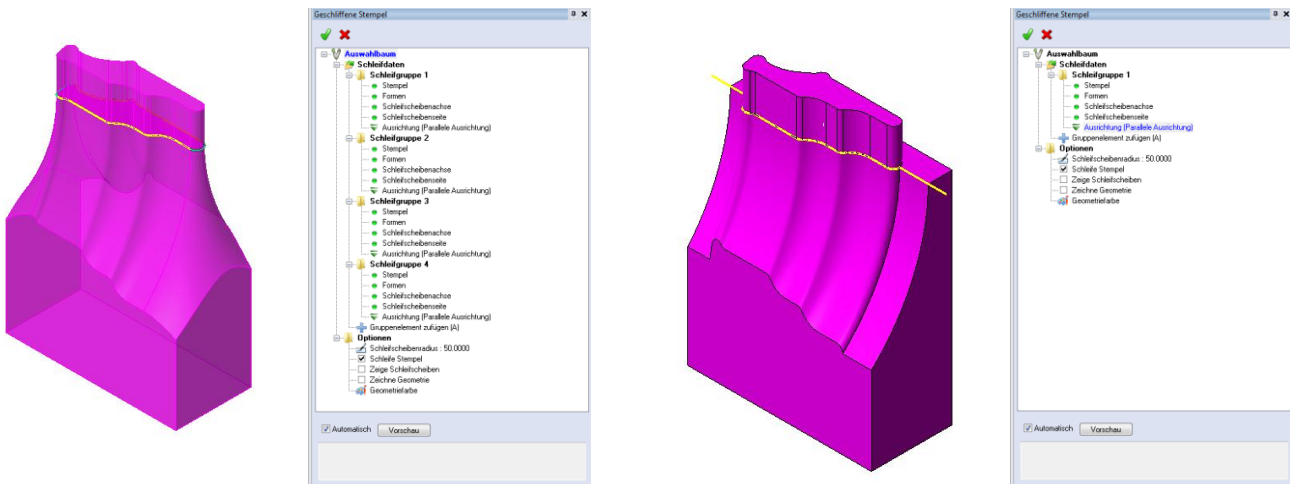 Geschliffene Stempel
Auswahlbaum
Schleifdaten
Schleifgruppe 1
Stempel
Formen
Schleifscheibenachse
Schleifscheibenseite
Ausrichtung (Parallele Ausrichtung)
Schleifgruppe 2
Stempel
Formen
Schleifscheibenachse
Schleifscheibenseite
Ausrichtung (Parallele Ausrichtung)
Schleifgruppe 3
Stempel
Formen
Schleifscheibenachse
Schleifscheibenseite
Ausrichtung (Parallele Ausrichtung)
Schleifgruppe 4
Stempel
Formen
Schleifscheibenachse
Schleifscheibenseite
Ausrichtung (Parallele Ausrichtung)
Gruppenelement zufügen (A)
Optionen
Schleifscheibenradius : 50.0000
Schleife Stempel
Zeige Schleifscheiben
Zeichne Geometrie
Geometriefarbe
Automatisch Vorschau
Geschliffene Stempel
Auswahlbaum
Schleifdaten
Schleifgruppe 1
Stempel
Formen
Schleifscheibenachse
Schleifscheibenseite
Ausrichtung (Parallele Ausrichtung)
Gruppenelement zufügen (A)
Optionen
Schleifscheibenradius : 50.0000
Schleife Stempel
Zeige Schleifscheiben
Zeichne Geometrie
Geometriefarbe
Automatisch Vorschau